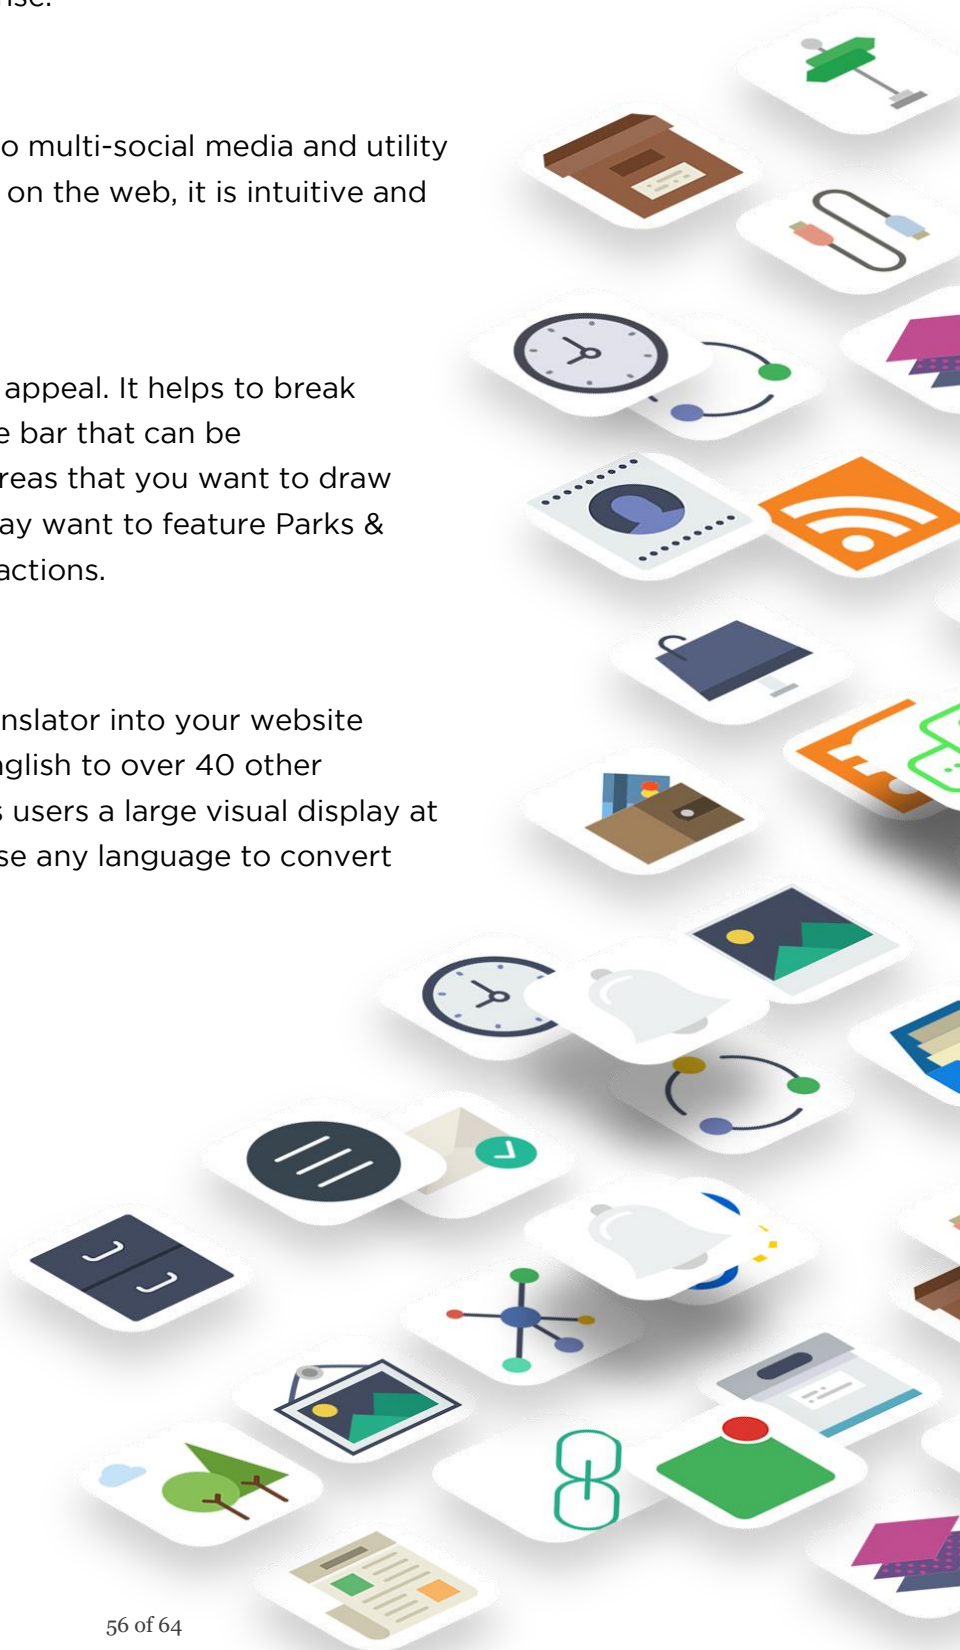 o multi-social media and utility
on the web, it is intuitive and
appeal. It helps to break
e bar that can be
reas that you want to draw
ay want to feature Parks &
actions.
nslator into your website
nglish to over 40 other
s users a large visual display at
se any language to convert
56 of 64